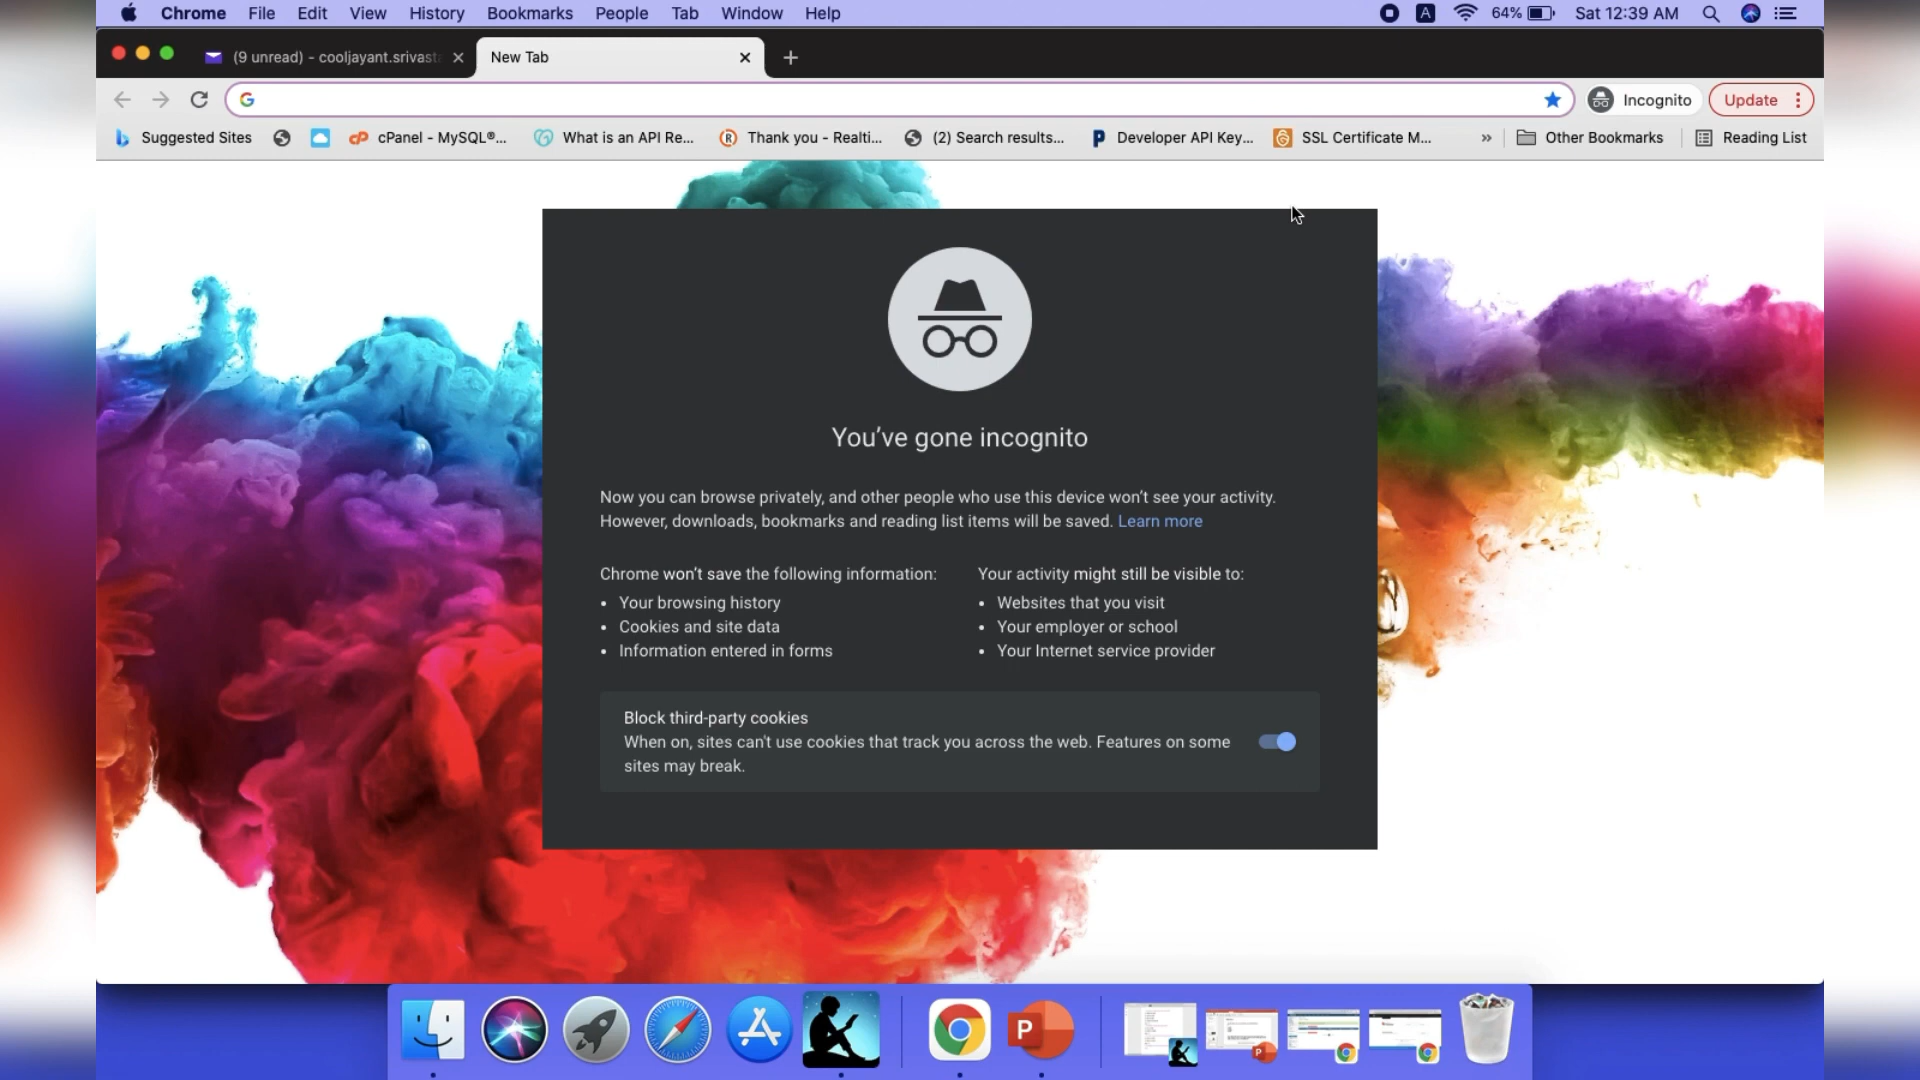 Chrome File Edit View History Bookmarks People Tab Window Help A 64% Sat 12:39 AM
(9 unread) - cooljayant.srivast
New Tab
Incognito
Update
Suggested Sites
cP cPanel - MySQL®...
What is an API Re...
R Thank you - Realti...
(2) Search results...
Developer API Key...
SSL Certificate M...
» Other Bookmarks
Reading List
You've gone incognito
Now you can browse privately, and other people who use this device won't see your activity.
However, downloads, bookmarks and reading list items will be saved. Learn more
Chrome won't save the following information:
• Your browsing history
• Cookies and site data
• Information entered in forms
Your activity might still be visible to:
• Websites that you visit
• Your employer or school
• Your Internet service provider
Block third-party cookies
When on, sites can't use cookies that track you across the web. Features on some
sites may break.
P